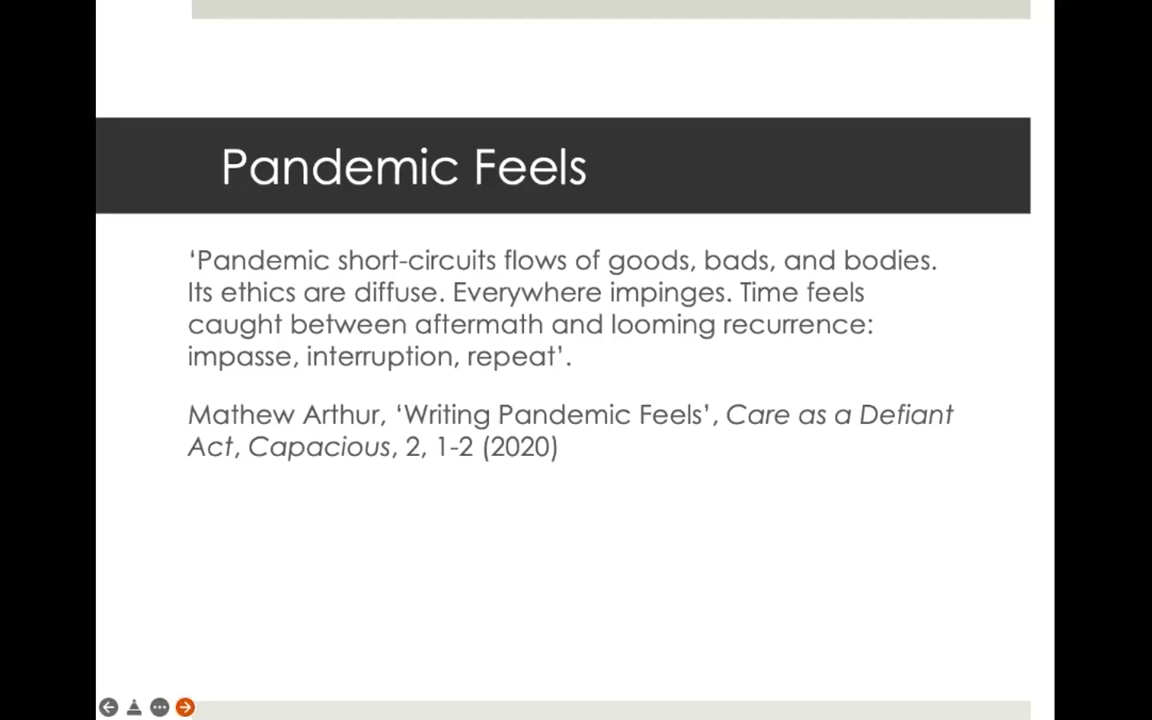 Pandemic Feels
‘Pandemic short-circuits flows of goods, bads, and bodies.
Its ethics are diffuse. Everywhere impinges. Time feels
caught between aftermath and looming recurrence:
impasse, interruption, repeat’.
Mathew Arthur, ‘Writing Pandemic Feels’, Care as a Defiant
Act, Capacious, 2, 1-2 (2020)